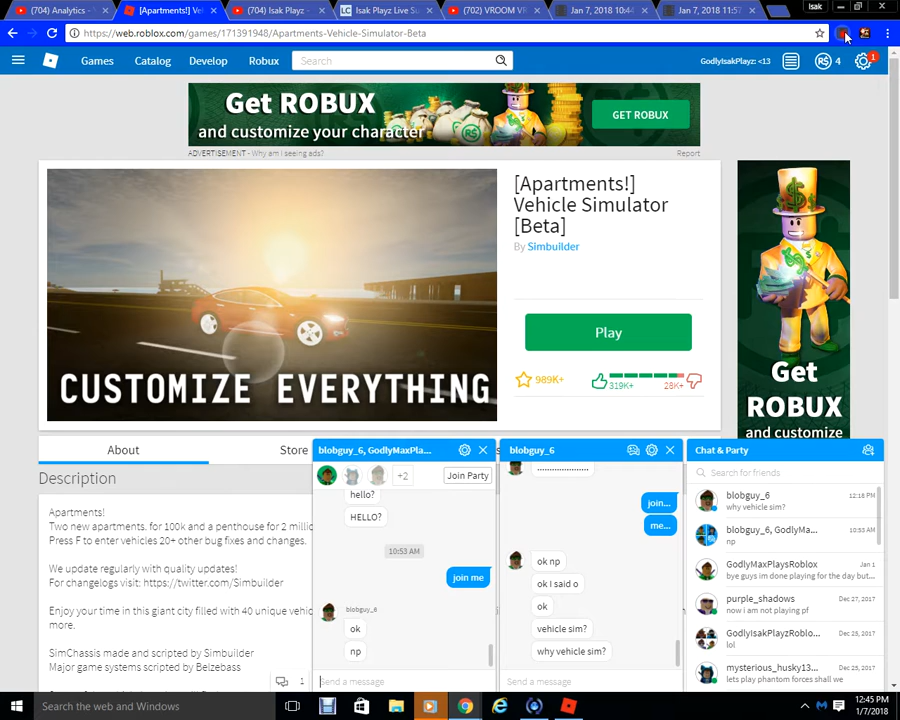 Isak
(704) Analytics -
[Apartments!] Ve
(704) Isak Playz -
Isak Playz Live Su
(702) VROOM V
Jan 7, 2018 10:44
Jan 7, 2018 11:57
https://web.roblox.com/games/171391948/Apartments-Vehicle-Simulator-Beta
Games
Catalog
Develop
Robux
Search
GodlyIsakPlayz: <13
R$ 4
1
Get ROBUX
and customize your character
GET ROBUX
ADVERTISEMENT - Why am I seeing ads?
Report
CUSTOMIZE EVERYTHING
[Apartments!]
Vehicle Simulator
[Beta]
By Simbuilder
Play
989K+
319K+
28K+
Get
ROBUX
and customize
About
Store
Description
Apartments!
Two new apartments. for 100k and a penthouse for 2 millio
Press F to enter vehicles 20+ other bug fixes and changes.
We update regularly with quality updates!
For changelogs visit: https://twitter.com/Simbuilder
Enjoy your time in this giant city filled with 40 unique vehic
more.
SimChassis made and scripted by Simbuilder
Major game systems scripted by Belzebass
1
blobguy_6, GodlyMaxPla...
+2
Join Party
hello?
HELLO?
10:53 AM
join me
blobguy_6
ok
np
Send a message
blobguy_6
......................
join...
me...
ok np
ok I said o
ok
vehicle sim?
why vehicle sim?
Send a message
Chat & Party
Search for friends
blobguy_6
12:18 PM
why vehicle sim?
blobguy_6, GodlyMa...
10:53 AM
np
GodlyMaxPlaysRoblox
Jan 1
bye guys im done playing for the day but...
purple_shadows
Dec 27, 2017
now i am not playing pf
GodlyIsakPlayzRoblo...
Dec 25, 2017
lol
mysterious_husky13...
Dec 25, 2017
lets play phantom forces shall we
Search the web and Windows
12:45 PM
1/7/2018